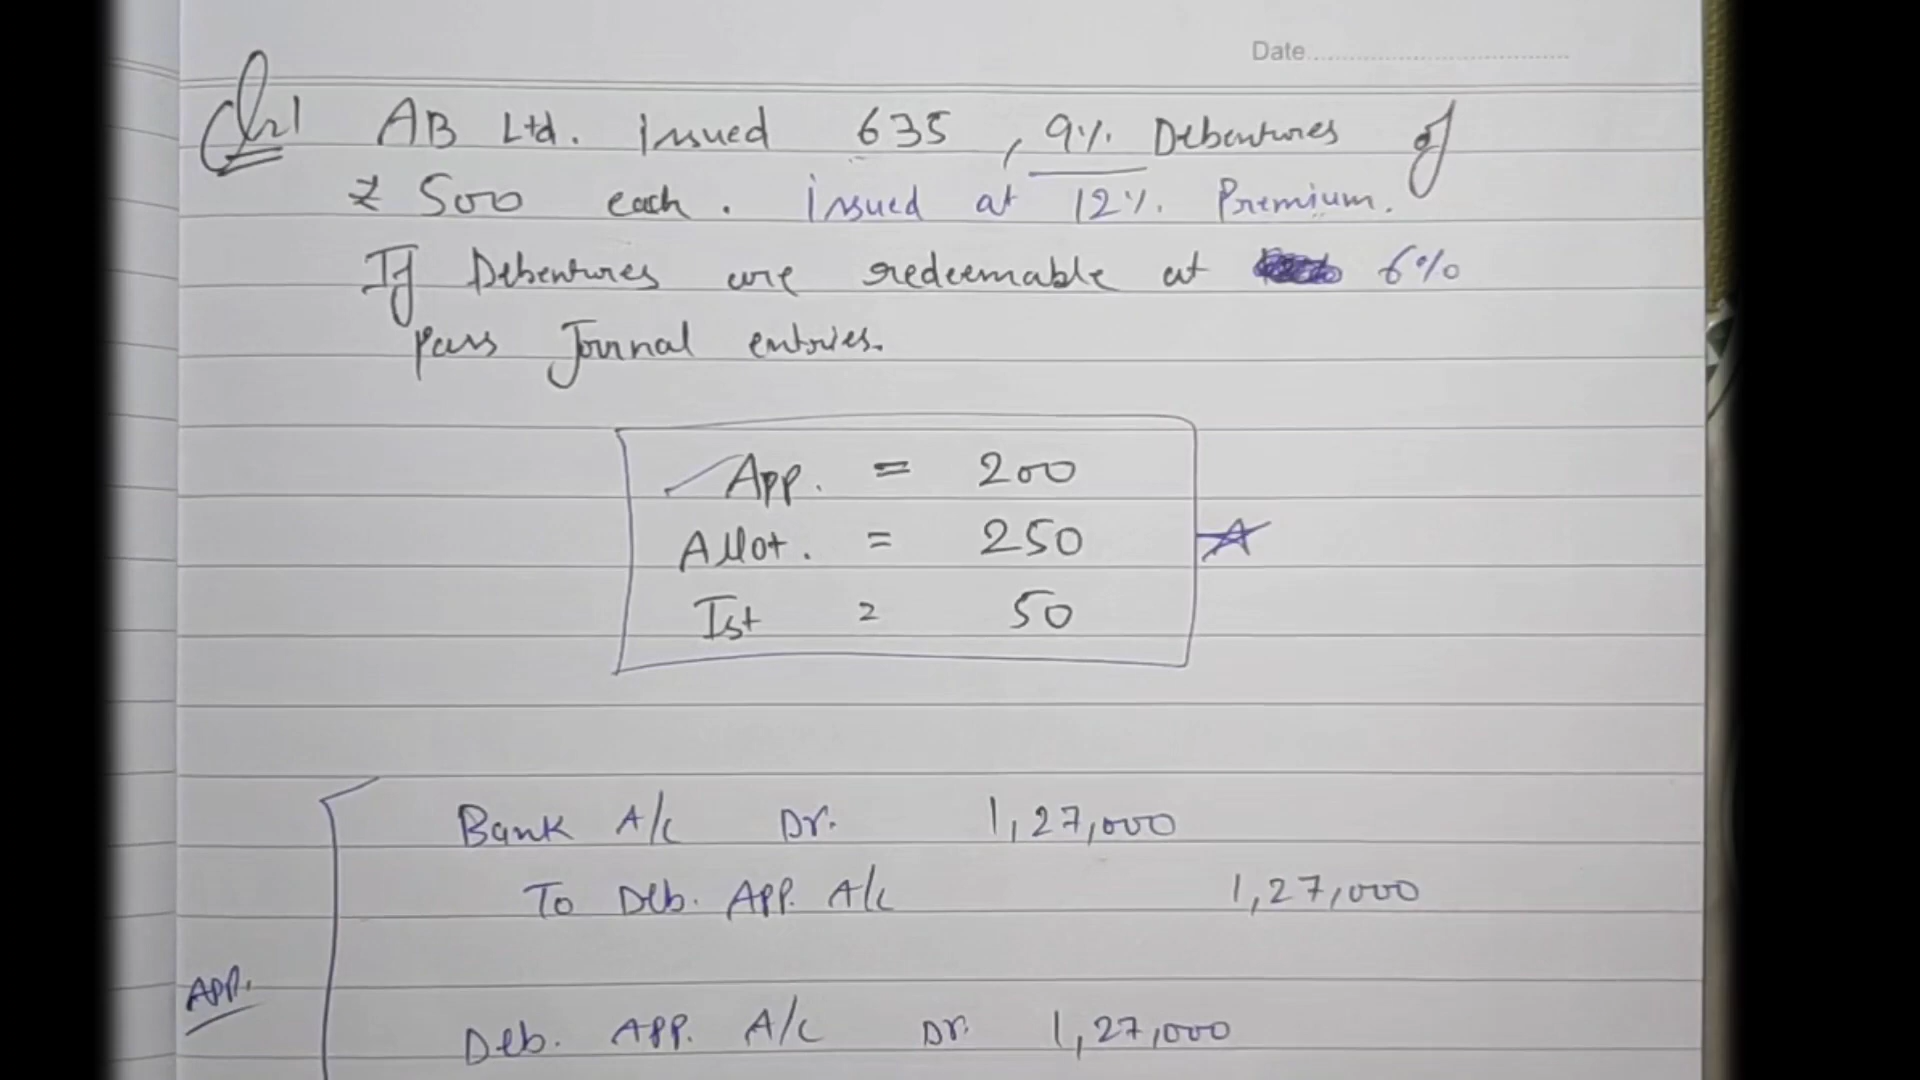 Date
Qn1 AB Ltd. issued 635 , 9% Debentures of
₹ 500 each. issued at 12% Premium.
If Debentures are redeemable at 6%
pass Journal entries.
App. = 200
Allot. = 250
Ist = 50
Bank A/c Dr. 1,27,000
To Deb. APP. A/c 1,27,000
APP.
Deb. APP. A/c Dr. 1,27,000